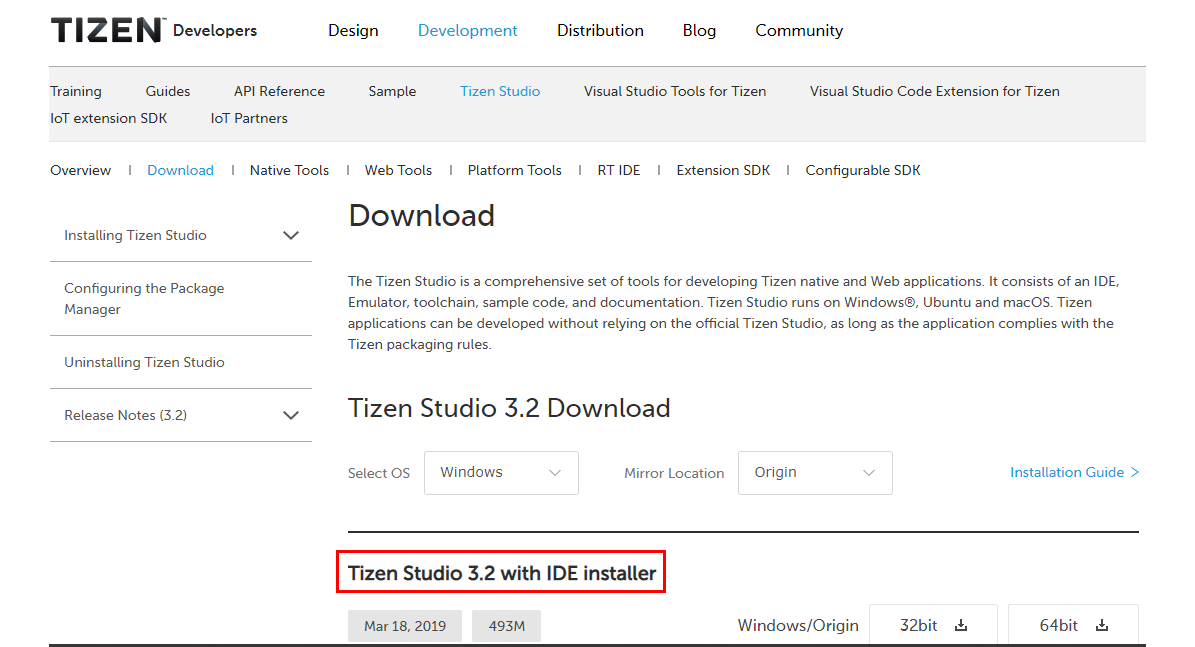 TIZEN™ Developers Design Development Distribution Blog Community
Training Guides API Reference Sample Tizen Studio Visual Studio Tools for Tizen Visual Studio Code Extension for Tizen
IoT extension SDK IoT Partners
Overview | Download | Native Tools | Web Tools | Platform Tools | RT IDE | Extension SDK | Configurable SDK
Installing Tizen Studio
Configuring the Package
Manager
Uninstalling Tizen Studio
Release Notes (3.2)
Download
The Tizen Studio is a comprehensive set of tools for developing Tizen native and Web applications. It consists of an IDE,
Emulator, toolchain, sample code, and documentation. Tizen Studio runs on Windows®, Ubuntu and macOS. Tizen
applications can be developed without relying on the official Tizen Studio, as long as the application complies with the
Tizen packaging rules.
Tizen Studio 3.2 Download
Select OS Windows Mirror Location Origin Installation Guide >
Tizen Studio 3.2 with IDE installer
Mar 18, 2019 493M Windows/Origin 32bit 64bit